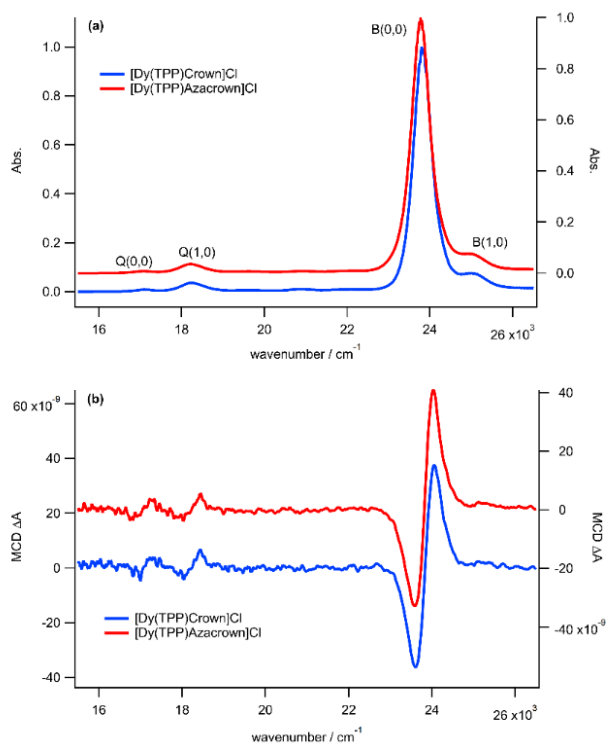 (a)
B(0,0)
[Dy(TPP)Crown]Cl
[Dy(TPP)Azacrown]Cl
Abs.
1.0
0.8
0.6
0.4
0.2
0.0
Abs.
1.0
0.8
0.6
0.4
0.2
0.0
Q(0,0)
Q(1,0)
B(1,0)
16
18
20
22
24
26 x10³
wavenumber / cm⁻¹
(b)
60 x10⁻⁹
40
20
0
-20
-40
MCD ΔA
40
20
0
-20
-40 x10⁻⁹
MCD ΔA
[Dy(TPP)Crown]Cl
[Dy(TPP)Azacrown]Cl
16
18
20
22
24
26 x10³
wavenumber / cm⁻¹